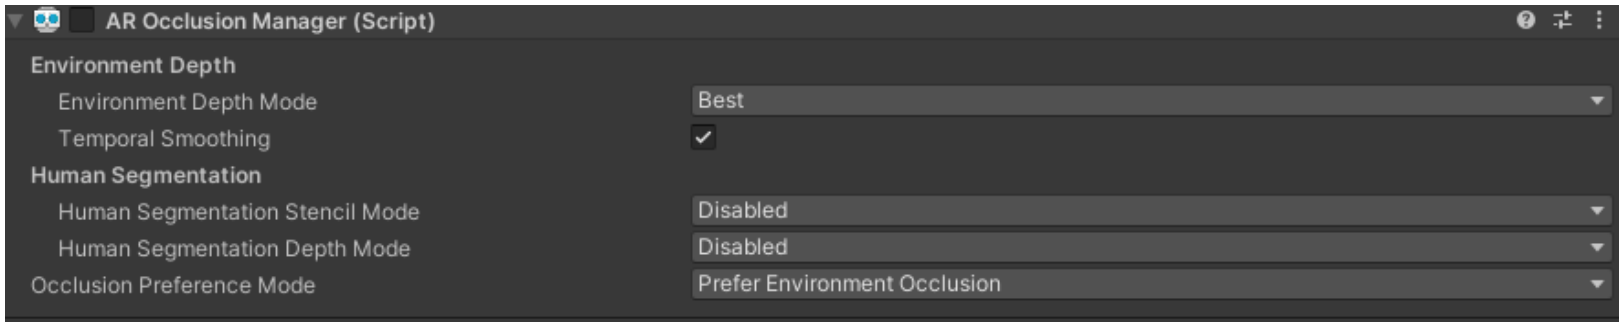 AR Occlusion Manager (Script)
Environment Depth
Environment Depth Mode Best
Temporal Smoothing
Human Segmentation
Human Segmentation Stencil Mode Disabled
Human Segmentation Depth Mode Disabled
Occlusion Preference Mode Prefer Environment Occlusion